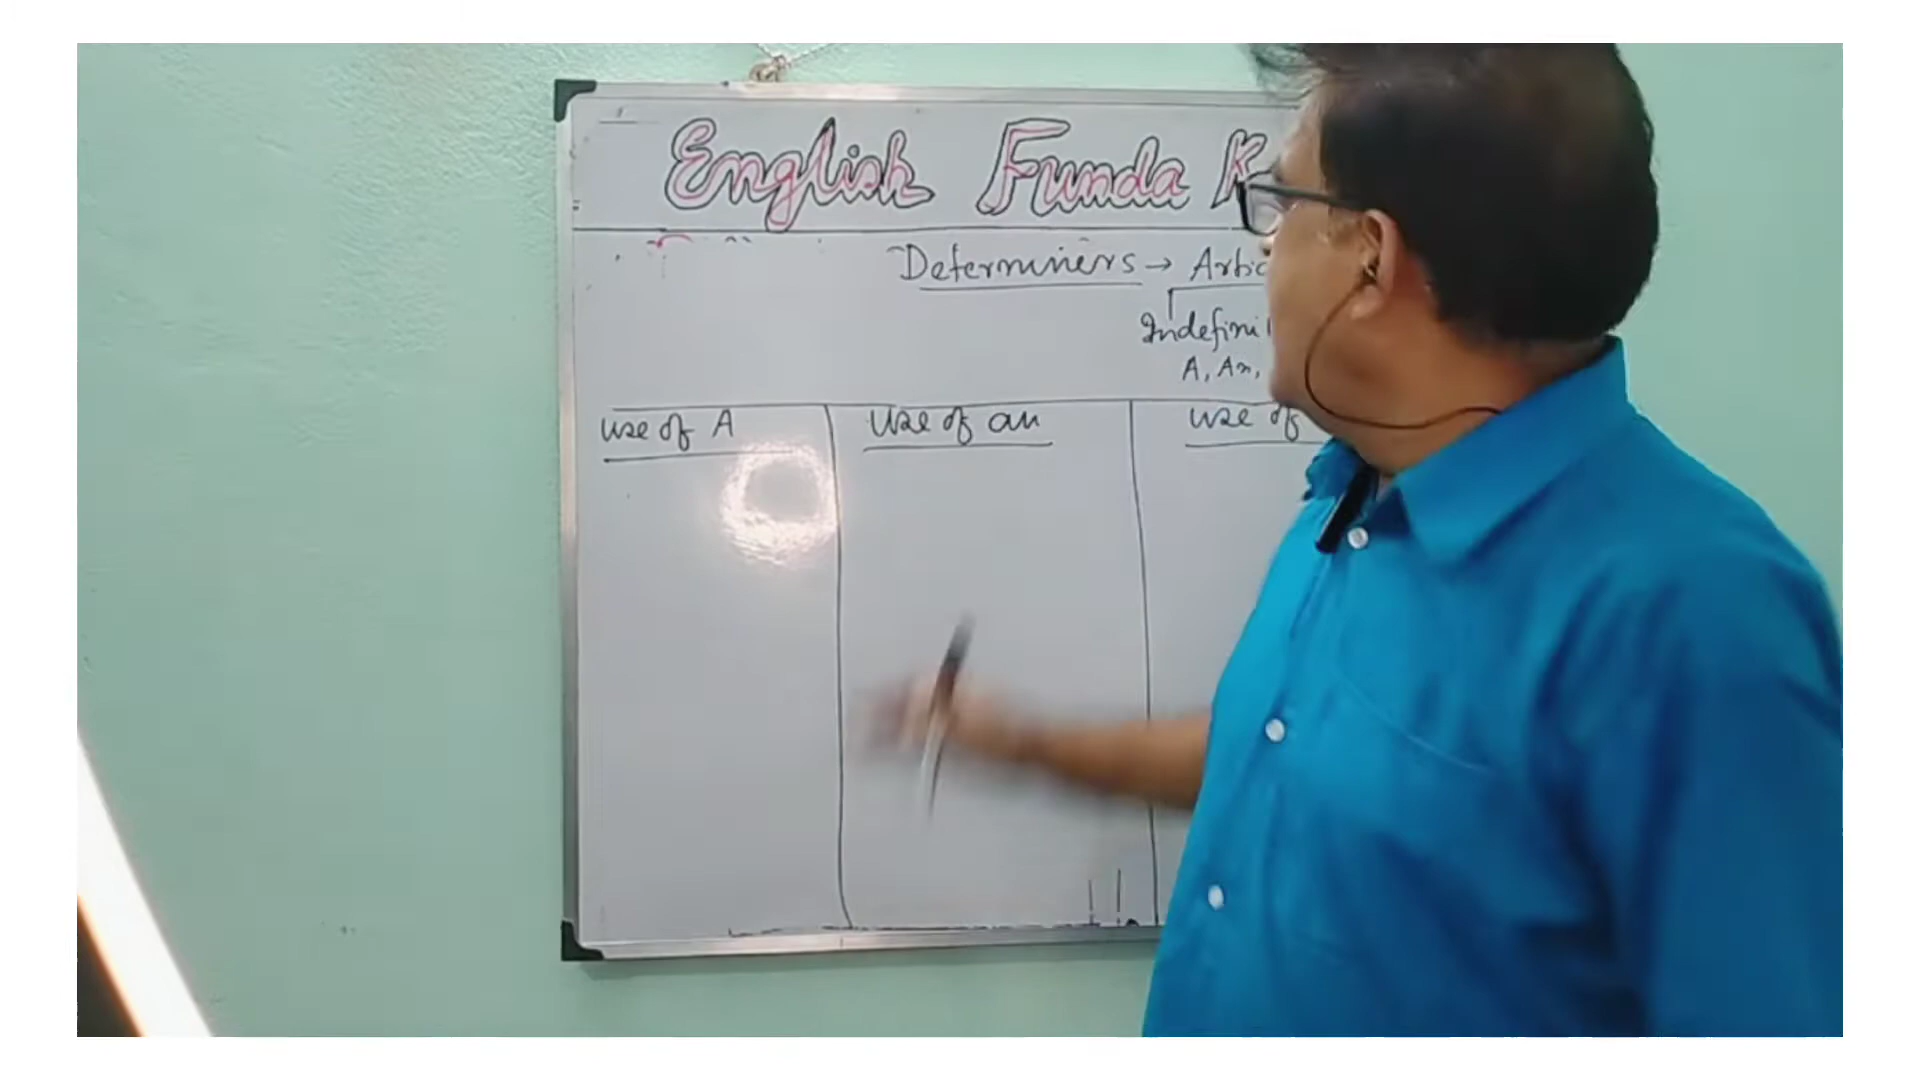 English Funda K
Determiners → Artic
Indefini
A, An,
use of A
use of an
use of